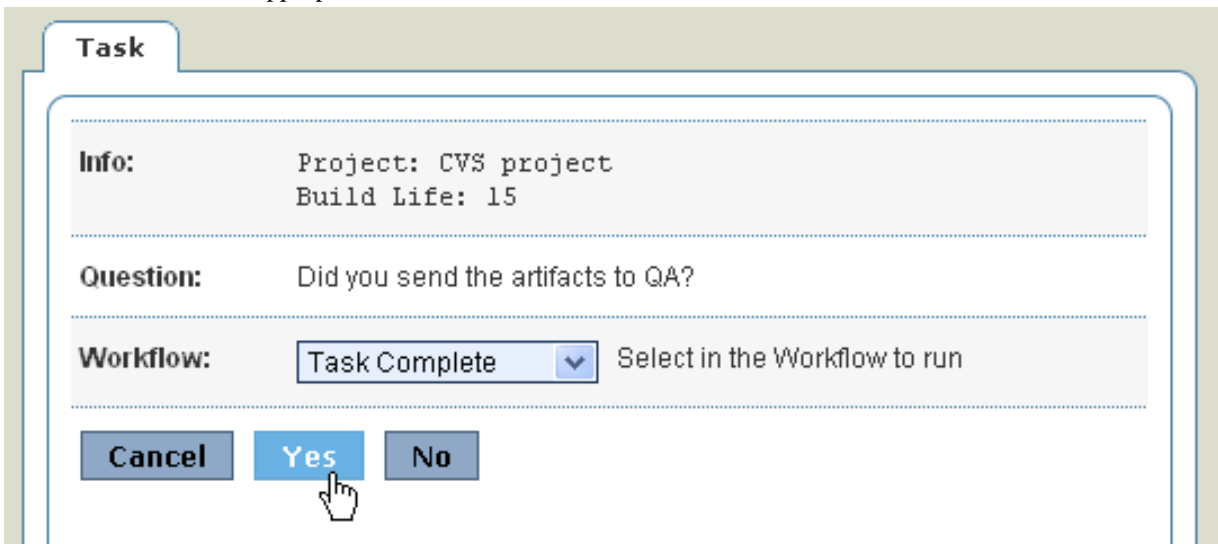 Task
Info: Project: CVS project
Build Life: 15
Question: Did you send the artifacts to QA?
Workflow: Task Complete Select in the Workflow to run
Cancel Yes No